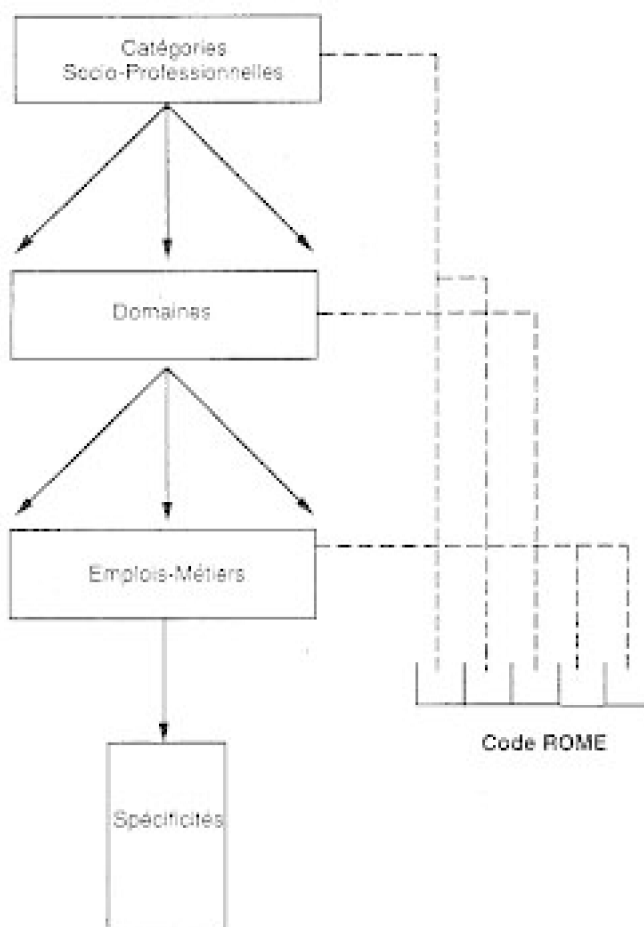 Catégories
Socio-Professionnelles
Domaines
Emplois-Métiers
Code ROME
Spécificités